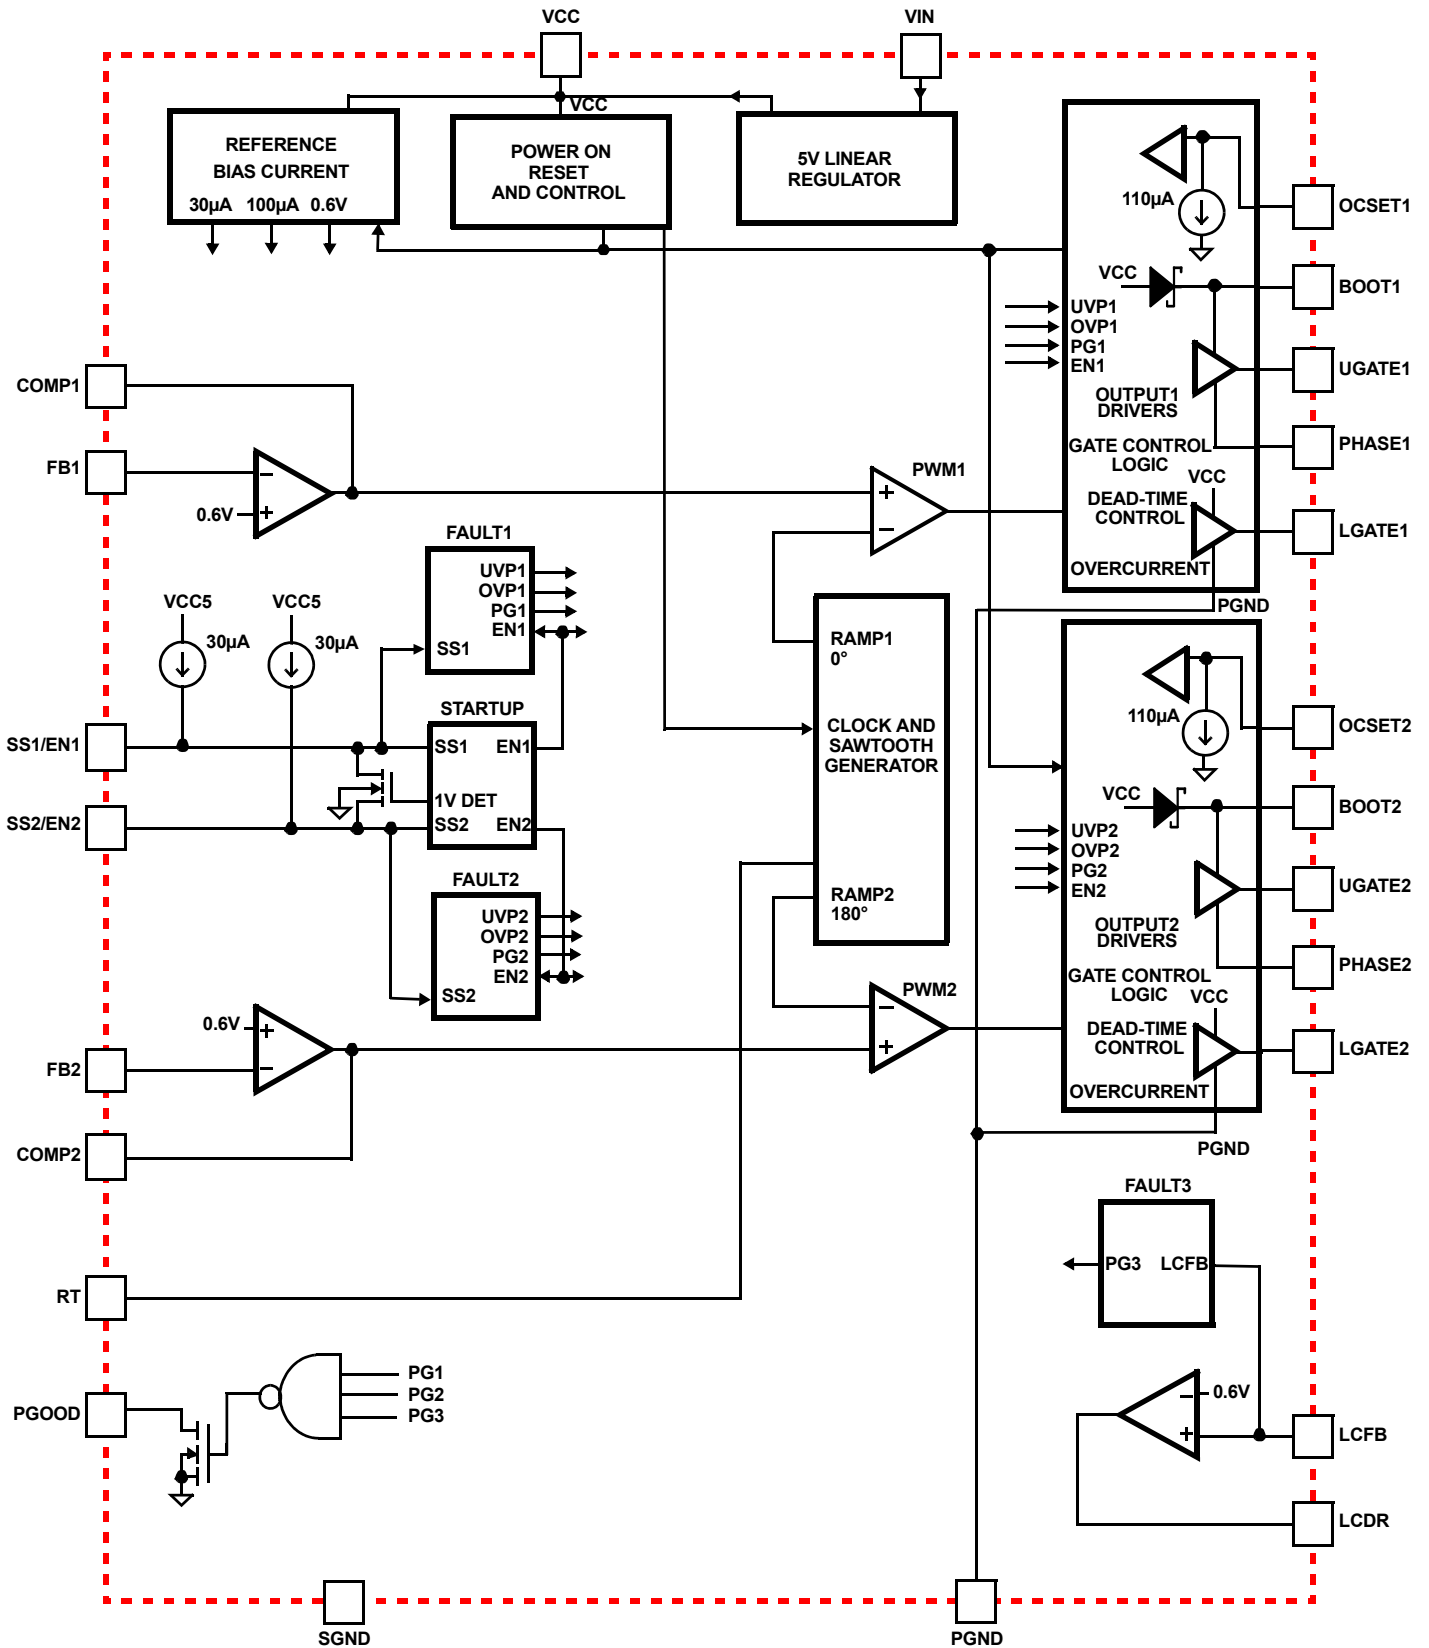 VCC
VIN
VCC
REFERENCE
BIAS CURRENT
30µA 100µA 0.6V
POWER ON
RESET
AND CONTROL
5V LINEAR
REGULATOR
110µA
OCSET1
VCC
BOOT1
UVP1
OVP1
PG1
EN1
UGATE1
OUTPUT1
DRIVERS
PHASE1
GATE CONTROL
LOGIC
VCC
DEAD-TIME
CONTROL
LGATE1
OVERCURRENT
PGND
COMP1
FB1
−
+
0.6V
PWM1
+
−
FAULT1
UVP1
OVP1
PG1
EN1
SS1
VCC5
30µA
VCC5
30µA
RAMP1
0°
CLOCK AND
SAWTOOTH
GENERATOR
RAMP2
180°
STARTUP
SS1 EN1
1V DET
SS2 EN2
SS1/EN1
SS2/EN2
FAULT2
UVP2
OVP2
PG2
EN2
SS2
110µA
OCSET2
VCC
BOOT2
UVP2
OVP2
PG2
EN2
UGATE2
OUTPUT2
DRIVERS
PHASE2
GATE CONTROL
LOGIC
VCC
DEAD-TIME
CONTROL
LGATE2
OVERCURRENT
PGND
PWM2
−
+
0.6V
+
−
FB2
COMP2
FAULT3
PG3 LCFB
RT
PGOOD
PG1
PG2
PG3
−
0.6V
+
LCFB
LCDR
SGND
PGND